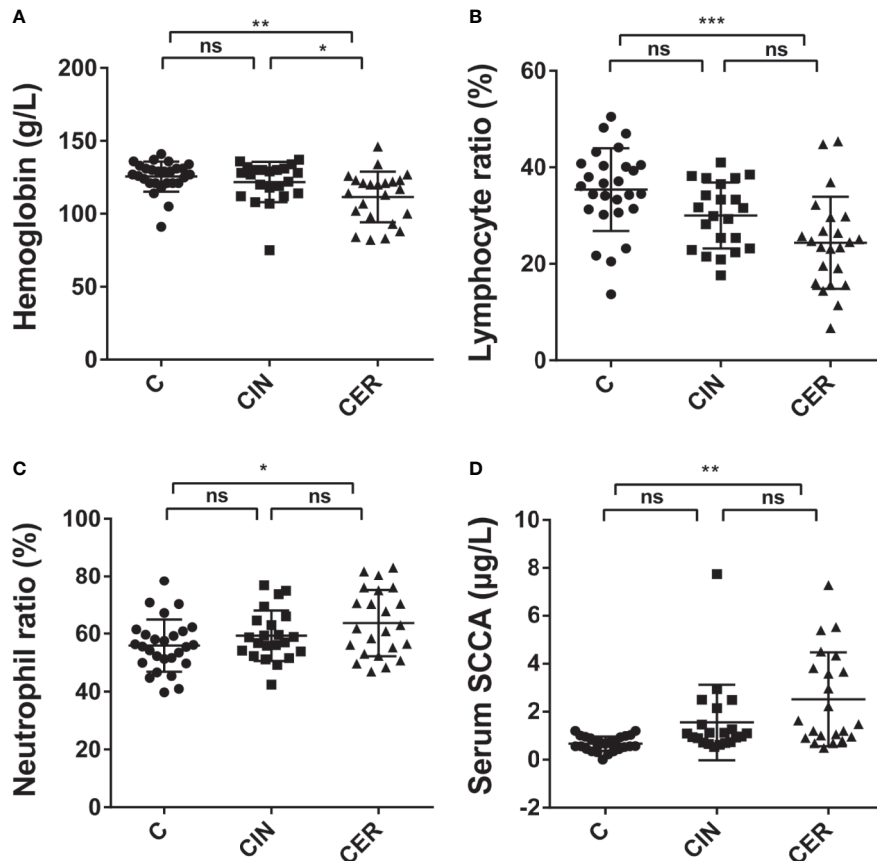 A
**
ns
*
Hemoglobin (g/L)
200
150
100
50
0
C
CIN
CER
B
***
ns
ns
Lymphocyte ratio (%)
60
40
20
0
C
CIN
CER
C
*
ns
ns
Neutrophil ratio (%)
100
80
60
40
20
0
C
CIN
CER
D
**
ns
ns
Serum SCCA (μg/L)
10
8
6
4
2
0
-2
C
CIN
CER